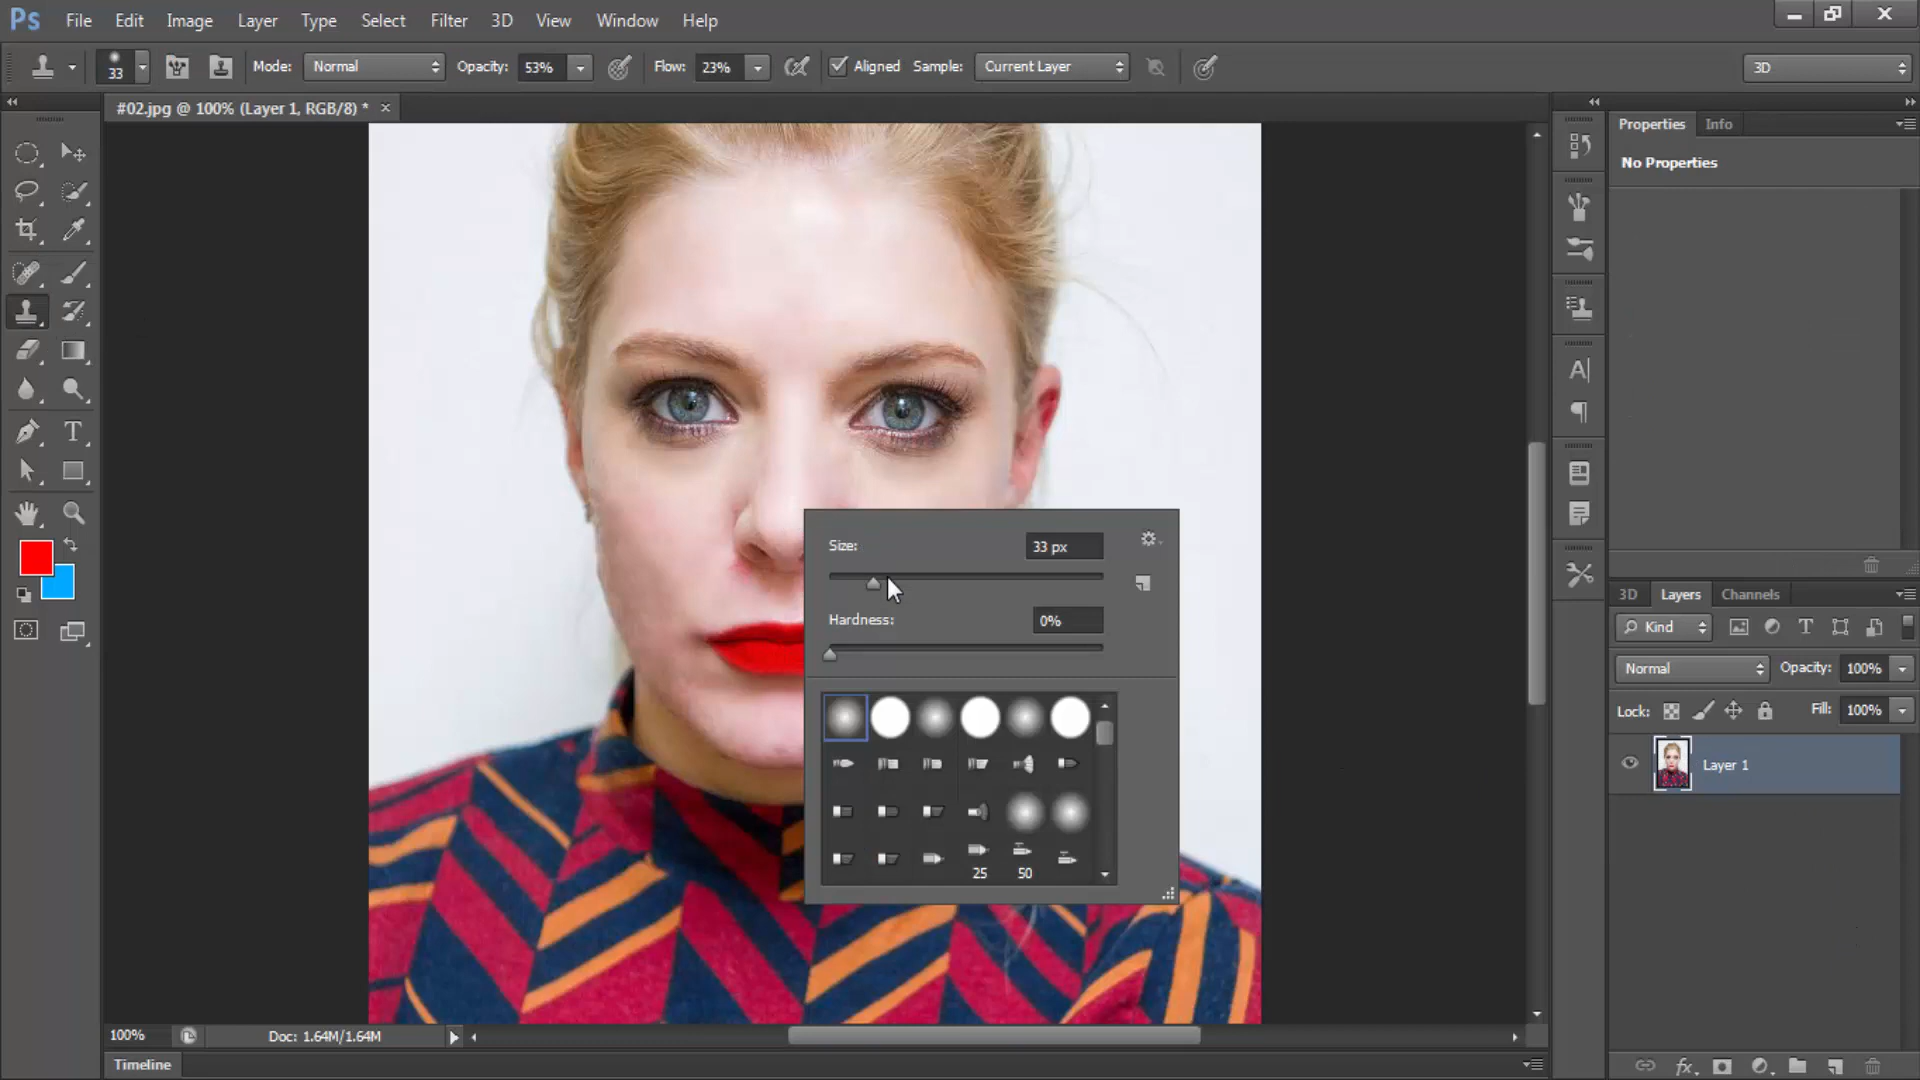 Ps File Edit Image Layer Type Select Filter 3D View Window Help
33 Mode: Normal Opacity: 53% Flow: 23% Aligned Sample: Current Layer 3D
#02.jpg @ 100% (Layer 1, RGB/8) * ×
Properties Info
No Properties
Size: 33 px
Hardness: 0%
25 50
3D Layers Channels
Kind
Normal Opacity: 100%
Lock: Fill: 100%
Layer 1
100% Doc: 1.64M/1.64M
Timeline